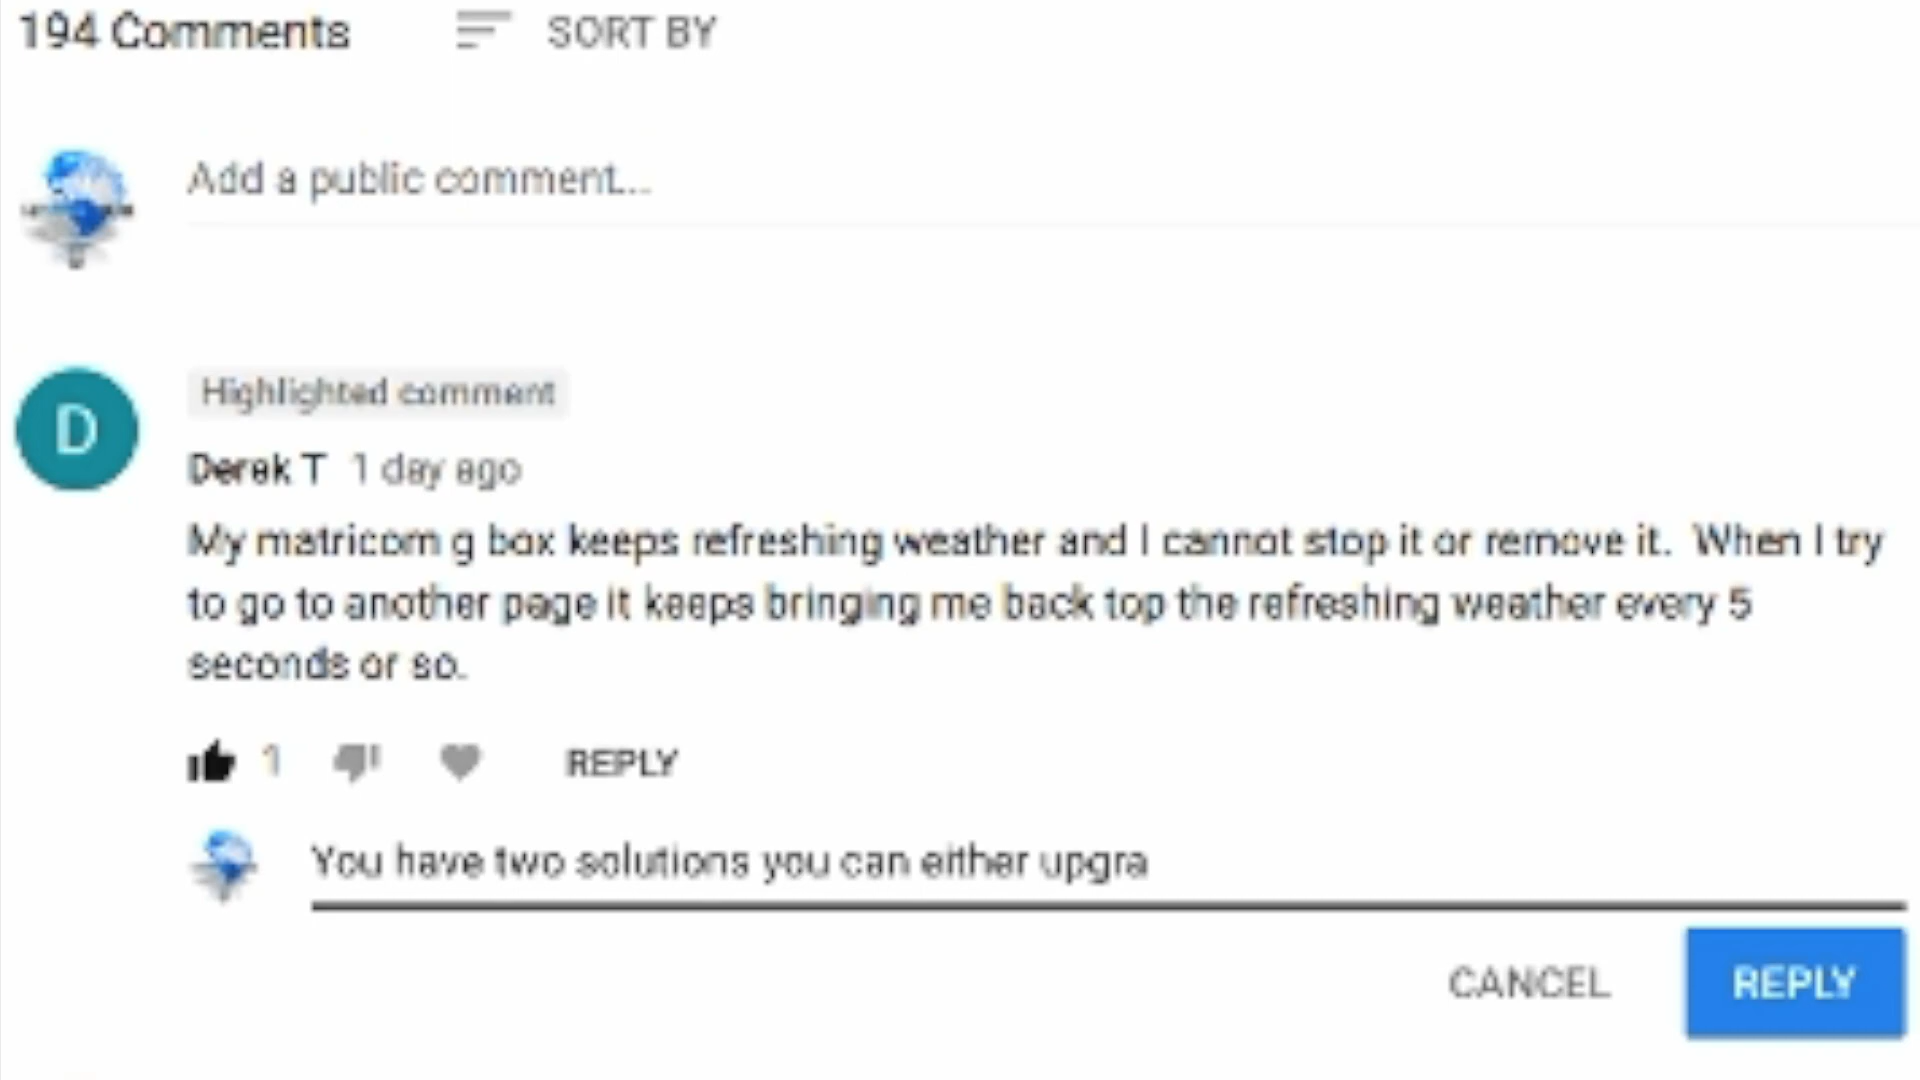 194 Comments SORT BY
Add a public comment...
D
Highlighted comment
Derek T 1 day ago
My matricom g box keeps refreshing weather and I cannot stop it or remove it. When I try
to go to another page it keeps bringing me back top the refreshing weather every 5
seconds or so.
1 REPLY
You have two solutions you can either upgra
CANCEL REPLY